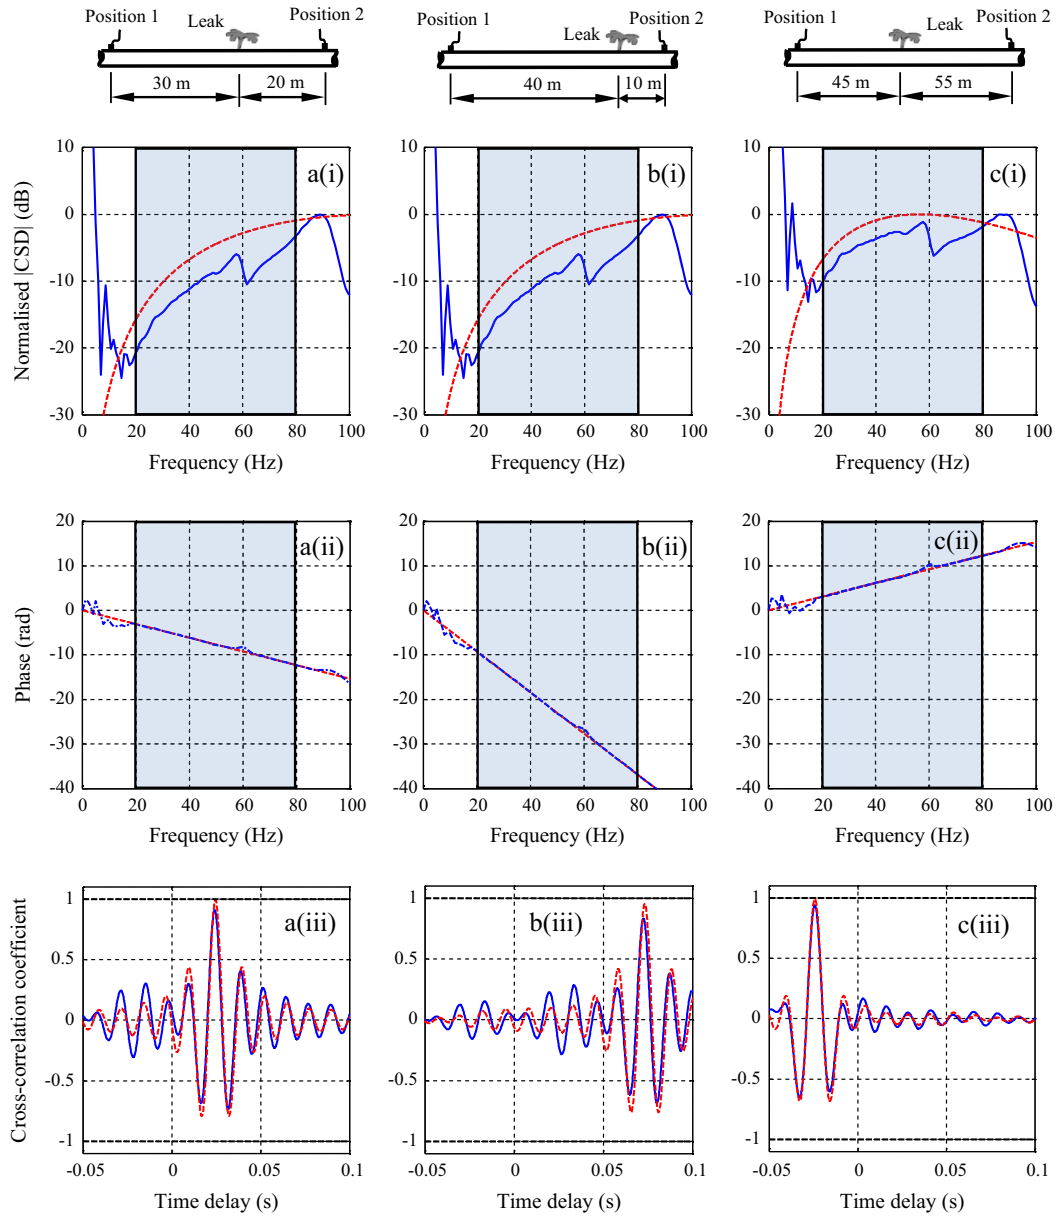 Position 1
Leak
Position 2
30 m
20 m
Position 1
Leak
Position 2
40 m
10 m
Position 1
Leak
Position 2
45 m
55 m
Normalised |CSD| (dB)
10
0
-10
-20
-30
a(i)
0
20
40
60
80
100
Frequency (Hz)
10
0
-10
-20
-30
b(i)
0
20
40
60
80
100
Frequency (Hz)
10
0
-10
-20
-30
c(i)
0
20
40
60
80
100
Frequency (Hz)
Phase (rad)
20
10
0
-10
-20
-30
-40
a(ii)
0
20
40
60
80
100
Frequency (Hz)
20
10
0
-10
-20
-30
-40
b(ii)
0
20
40
60
80
100
Frequency (Hz)
20
10
0
-10
-20
-30
-40
c(ii)
0
20
40
60
80
100
Frequency (Hz)
Cross-correlation coefficient
1
0.5
0
-0.5
-1
a(iii)
-0.05
0
0.05
0.1
Time delay (s)
1
0.5
0
-0.5
-1
b(iii)
-0.05
0
0.05
0.1
Time delay (s)
1
0.5
0
-0.5
-1
c(iii)
-0.05
0
0.05
0.1
Time delay (s)